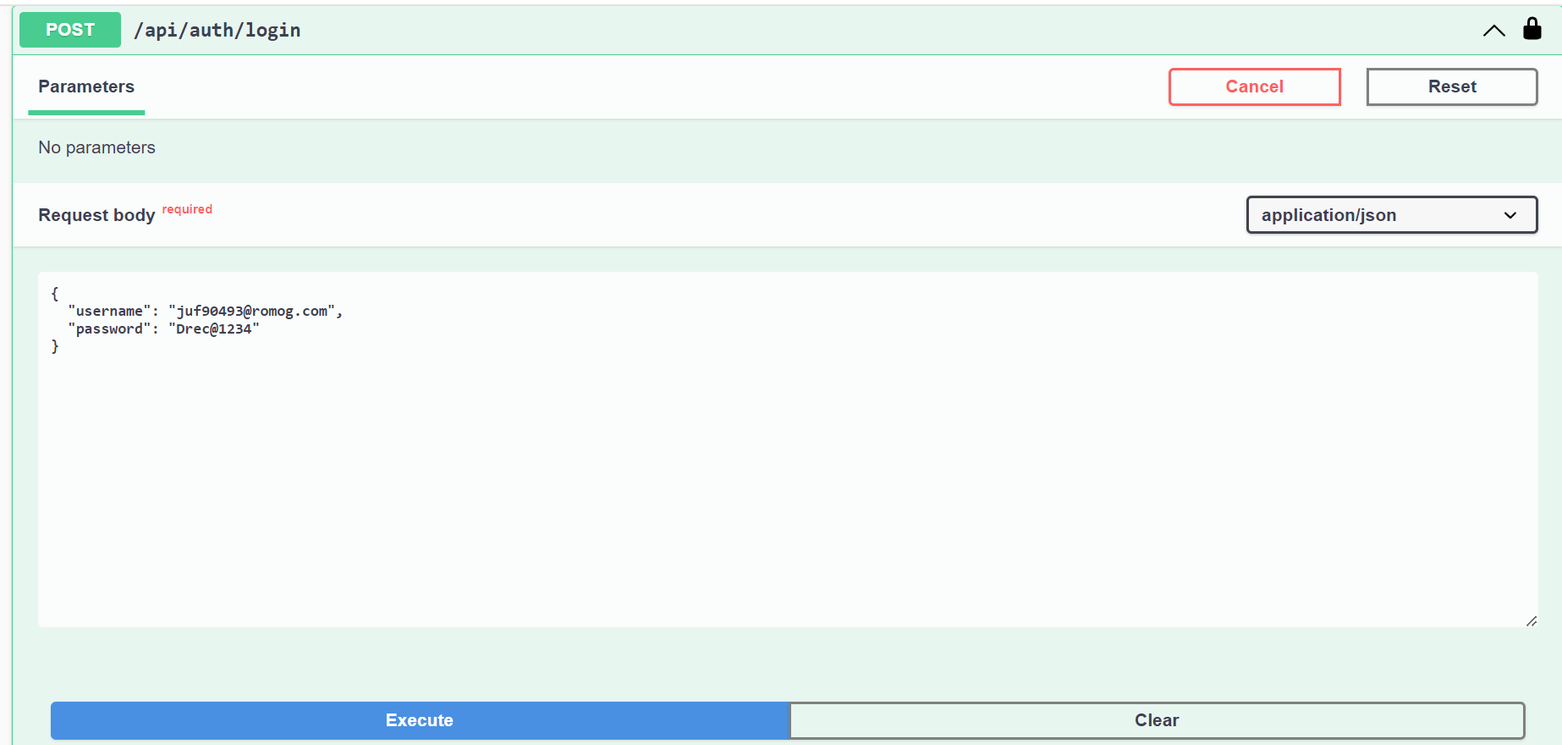 POST /api/auth/login
Parameters Cancel Reset
No parameters
Request body required application/json
{
"username": "juf90493@romog.com",
"password": "Drec@1234"
}
Execute Clear